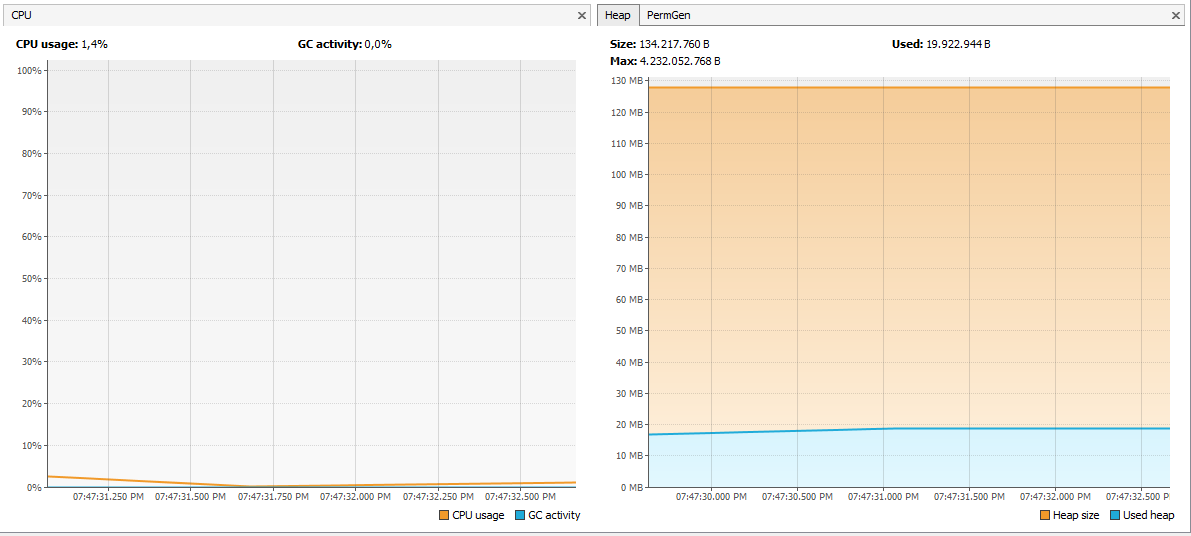 CPU
CPU usage: 1,4%
GC activity: 0,0%
100%
90%
80%
70%
60%
50%
40%
30%
20%
10%
0%
07:47:31.250 PM 07:47:31.500 PM 07:47:31.750 PM 07:47:32.000 PM 07:47:32.250 PM 07:47:32.500 PM
CPU usage GC activity
Heap PermGen
Size: 134.217.760 B
Used: 19.922.944 B
Max: 4.232.052.768 B
130 MB
120 MB
110 MB
100 MB
90 MB
80 MB
70 MB
60 MB
50 MB
40 MB
30 MB
20 MB
10 MB
0 MB
07:47:30.000 PM 07:47:30.500 PM 07:47:31.000 PM 07:47:31.500 PM 07:47:32.000 PM 07:47:32.500 P
Heap size Used heap